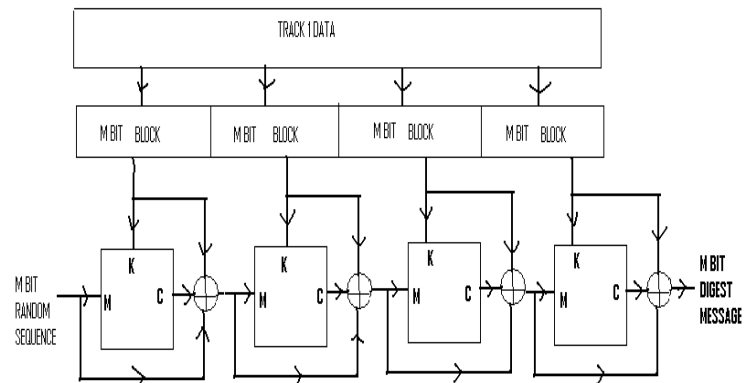 TRACK 1 DATA
M BIT BLOCK
M BIT BLOCK
M BIT BLOCK
M BIT BLOCK
K
K
K
K
M BIT
RANDOM
SEQUENCE
M
C
M
C
M
C
M
C
M BIT
DIGEST
MESSAGE